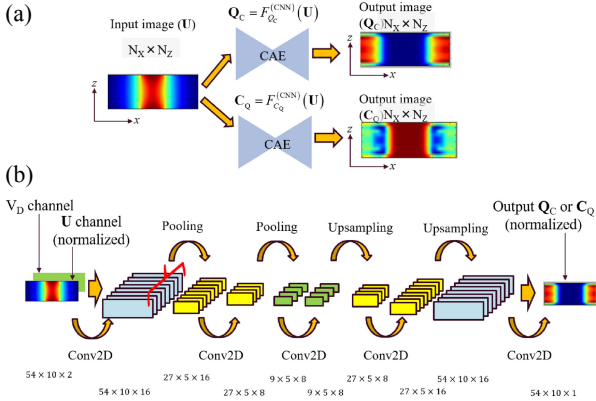 (a)
Input image (U)
N_X × N_Z
z
x
Q_C = F_{Q_C}^{(CNN)}(U)
CAE
Output image
(Q_C)N_X × N_Z
z
x
C_Q = F_{C_Q}^{(CNN)}(U)
CAE
Output image
(C_Q)N_X × N_Z
z
x
(b)
V_D channel
U channel
(normalized)
Pooling
Pooling
Upsampling
Upsampling
Output Q_C or C_Q
(normalized)
Conv2D
Conv2D
Conv2D
Conv2D
Conv2D
54 × 10 × 2
54 × 10 × 16
27 × 5 × 16
27 × 5 × 8
9 × 5 × 8
9 × 5 × 8
27 × 5 × 8
27 × 5 × 16
54 × 10 × 16
54 × 10 × 1